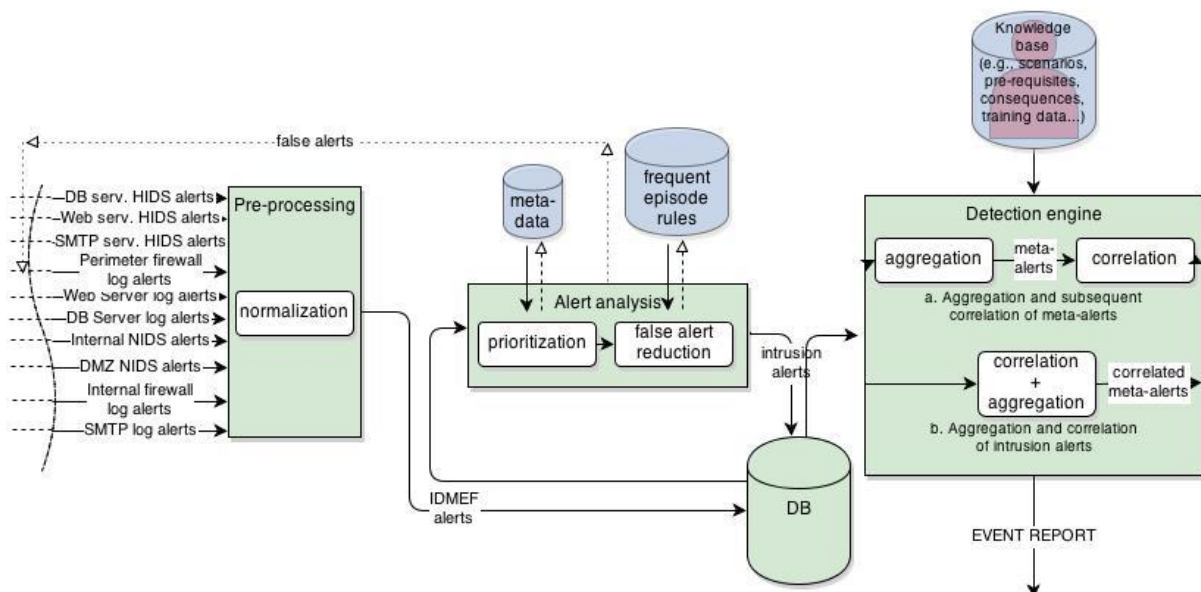 Knowledge
base
(e.g., scenarios,
pre-requisites,
consequences,
training data...)
false alerts
DB serv. HIDS alerts
Web serv. HIDS alerts
SMTP serv. HIDS alerts
Perimeter firewall
log alerts
Web Server log alerts
DB Server log alerts
Internal NIDS alerts
DMZ NIDS alerts
Internal firewall
log alerts
SMTP log alerts
Pre-processing
normalization
meta-
data
frequent
episode
rules
Alert analysis
prioritization
false alert
reduction
intrusion
alerts
IDMEF
alerts
DB
Detection engine
aggregation
meta-
alerts
correlation
a. Aggregation and subsequent
correlation of meta-alerts
correlation
+
aggregation
correlated
meta-alerts
b. Aggregation and correlation
of intrusion alerts
EVENT REPORT